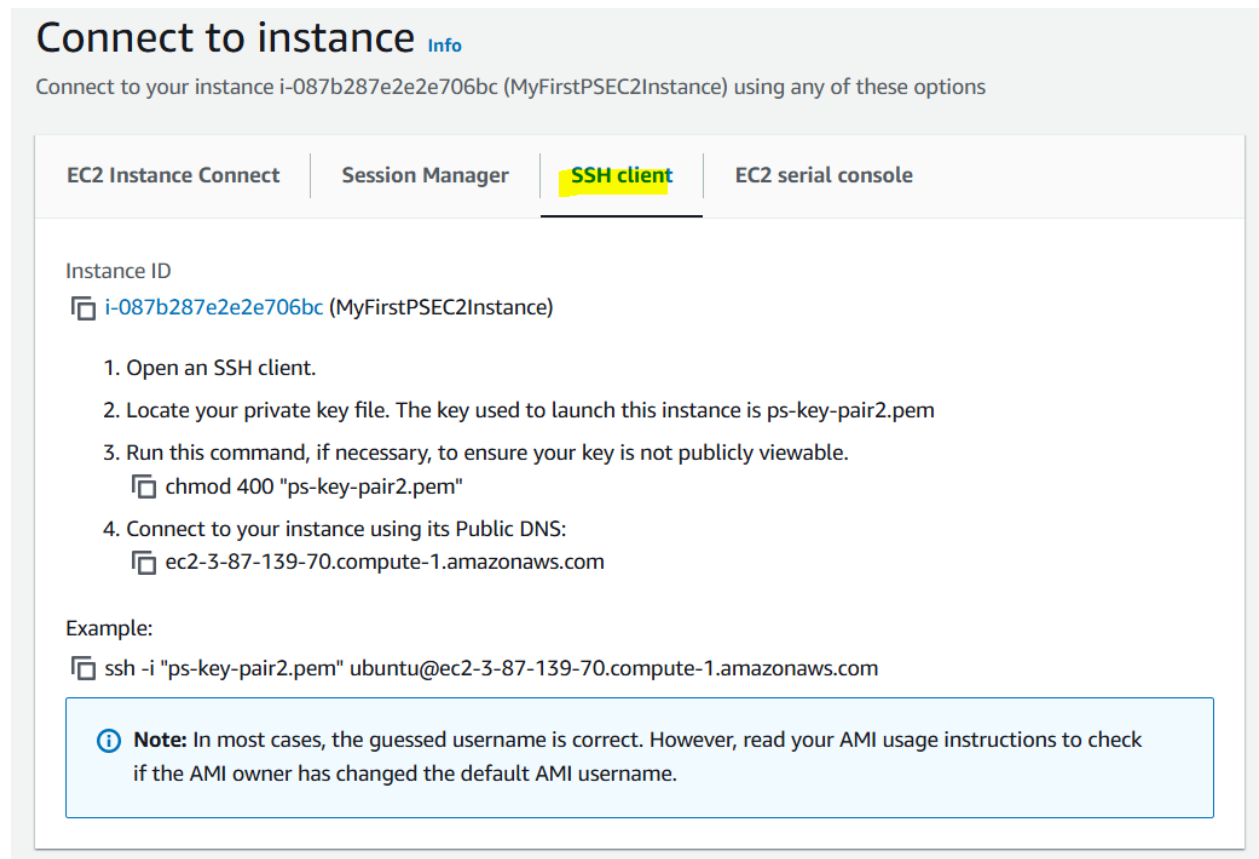 Connect to instance Info
Connect to your instance i-087b287e2e2e706bc (MyFirstPSEC2Instance) using any of these options
EC2 Instance Connect Session Manager SSH client EC2 serial console
Instance ID
i-087b287e2e2e706bc (MyFirstPSEC2Instance)
1. Open an SSH client.
2. Locate your private key file. The key used to launch this instance is ps-key-pair2.pem
3. Run this command, if necessary, to ensure your key is not publicly viewable.
chmod 400 "ps-key-pair2.pem"
4. Connect to your instance using its Public DNS:
ec2-3-87-139-70.compute-1.amazonaws.com
Example:
ssh -i "ps-key-pair2.pem" ubuntu@ec2-3-87-139-70.compute-1.amazonaws.com
Note: In most cases, the guessed username is correct. However, read your AMI usage instructions to check
if the AMI owner has changed the default AMI username.